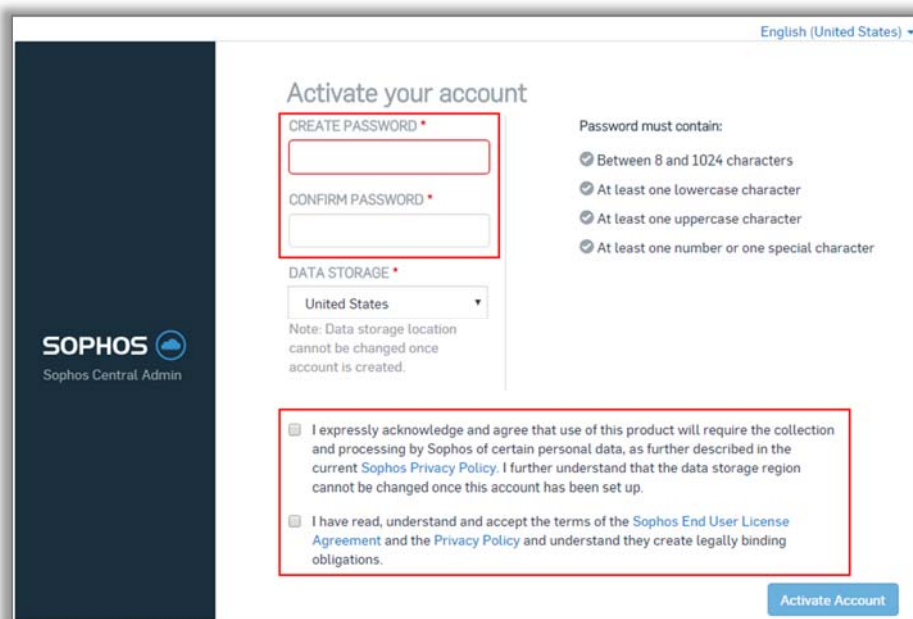 English (United States)
Activate your account
CREATE PASSWORD *
CONFIRM PASSWORD *
DATA STORAGE *
United States
Note: Data storage location
cannot be changed once
account is created.
Password must contain:
Between 8 and 1024 characters
At least one lowercase character
At least one uppercase character
At least one number or one special character
SOPHOS
Sophos Central Admin
I expressly acknowledge and agree that use of this product will require the collection
and processing by Sophos of certain personal data, as further described in the
current Sophos Privacy Policy. I further understand that the data storage region
cannot be changed once this account has been set up.
I have read, understand and accept the terms of the Sophos End User License
Agreement and the Privacy Policy and understand they create legally binding
obligations.
Activate Account